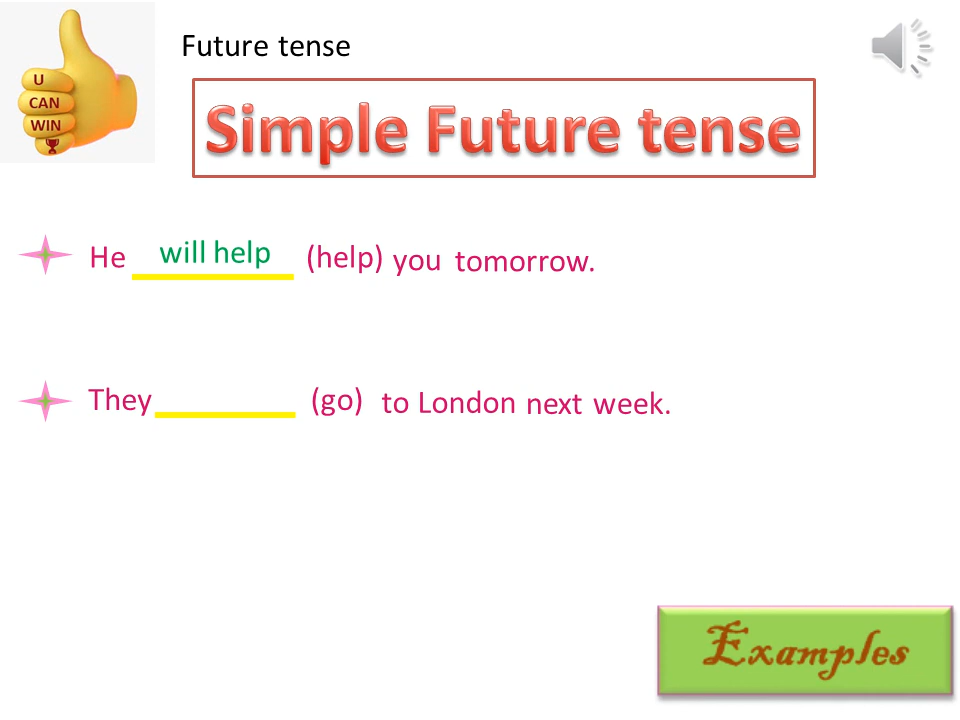 U
CAN
WIN
Future tense
Simple Future tense
He will help (help) you tomorrow.
They (go) to London next week.
Examples